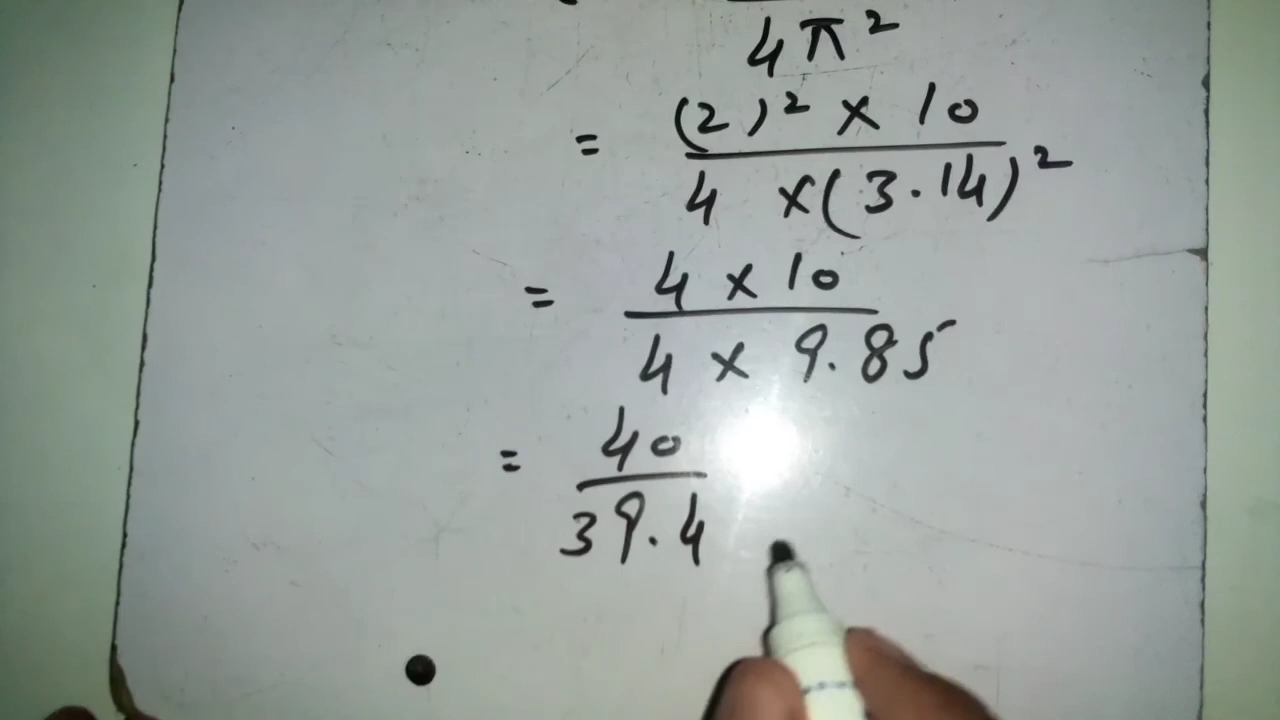 4π²
= (2)² × 10
4 × (3.14)²
= 4 × 10
4 × 9.85
= 40
39.4